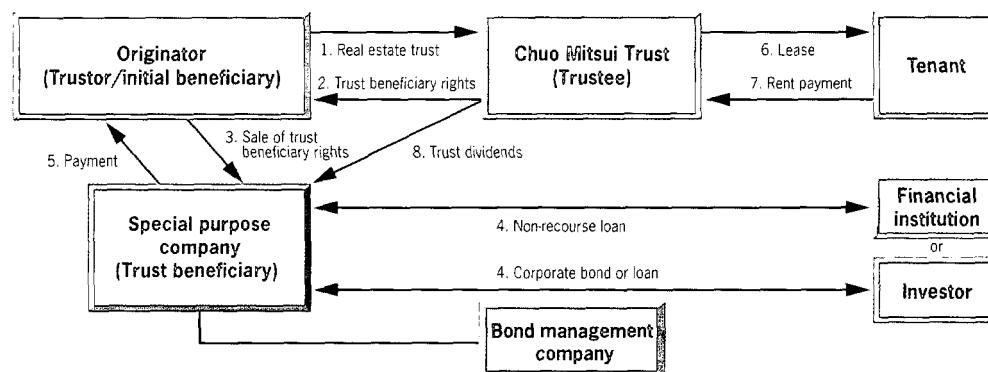 Originator
(Trustor/initial beneficiary)
1. Real estate trust
2. Trust beneficiary rights
Chuo Mitsui Trust
(Trustee)
6. Lease
7. Rent payment
Tenant
3. Sale of trust
beneficiary rights
5. Payment
8. Trust dividends
Special purpose
company
(Trust beneficiary)
4. Non-recourse loan
Financial
institution
or
4. Corporate bond or loan
Investor
Bond management
company